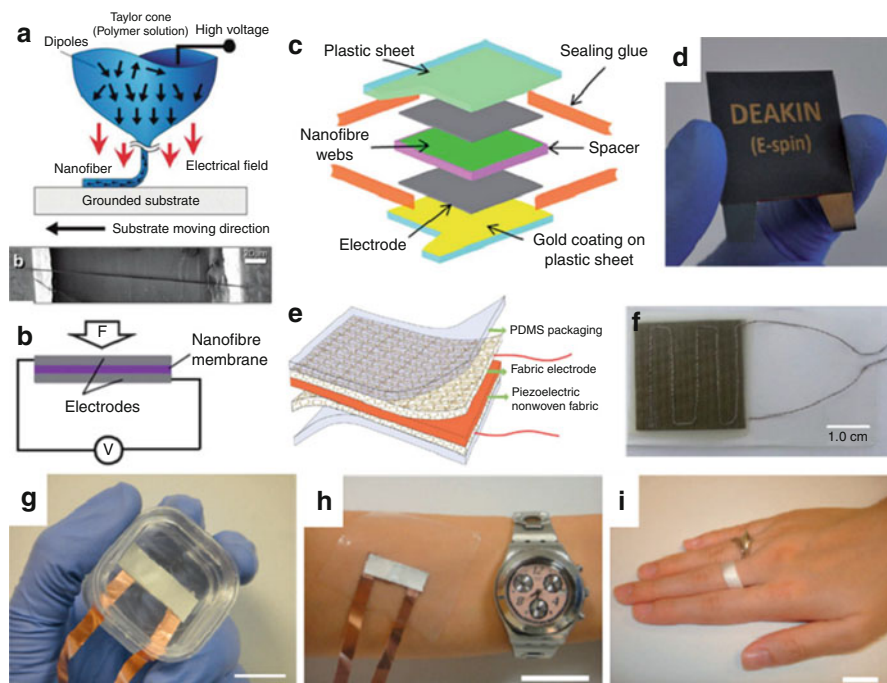 a
Taylor cone
(Polymer solution)
High voltage
Dipoles
Nanofiber
Electrical field
Grounded substrate
Substrate moving direction
b
b
F
Nanofibre
membrane
Electrodes
V
c
Plastic sheet
Sealing glue
Nanofibre
webs
Spacer
Electrode
Gold coating on
plastic sheet
d
DEAKIN
(E-spin)
e
PDMS packaging
Fabric electrode
Piezoelectric
nonwoven fabric
f
1.0 cm
g
h
i